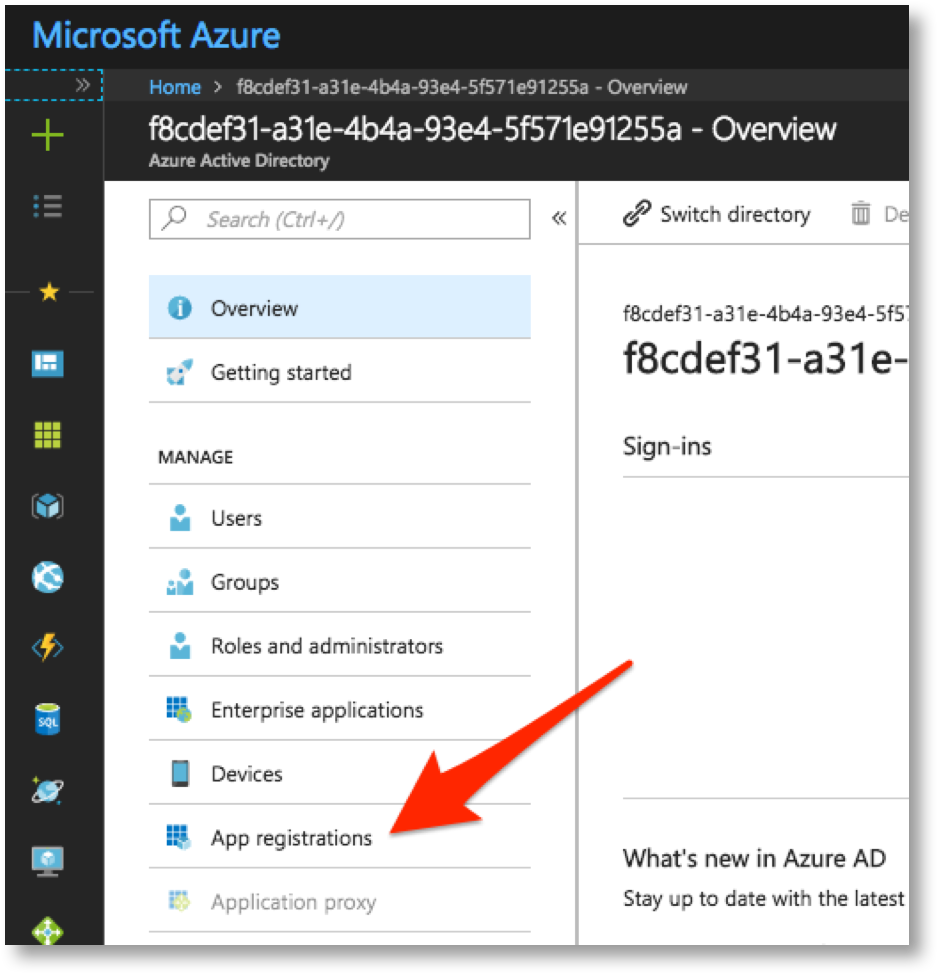 Microsoft Azure
»
Home > f8cdef31-a31e-4b4a-93e4-5f571e91255a - Overview
f8cdef31-a31e-4b4a-93e4-5f571e91255a - Overview
Azure Active Directory
Search (Ctrl+/)
«
Overview
Getting started
MANAGE
Users
Groups
Roles and administrators
Enterprise applications
Devices
App registrations
Application proxy
Switch directory
De
f8cdef31-a31e-4b4a-93e4-5f57
f8cdef31-a31e-
Sign-ins
What's new in Azure AD
Stay up to date with the latest
SQL